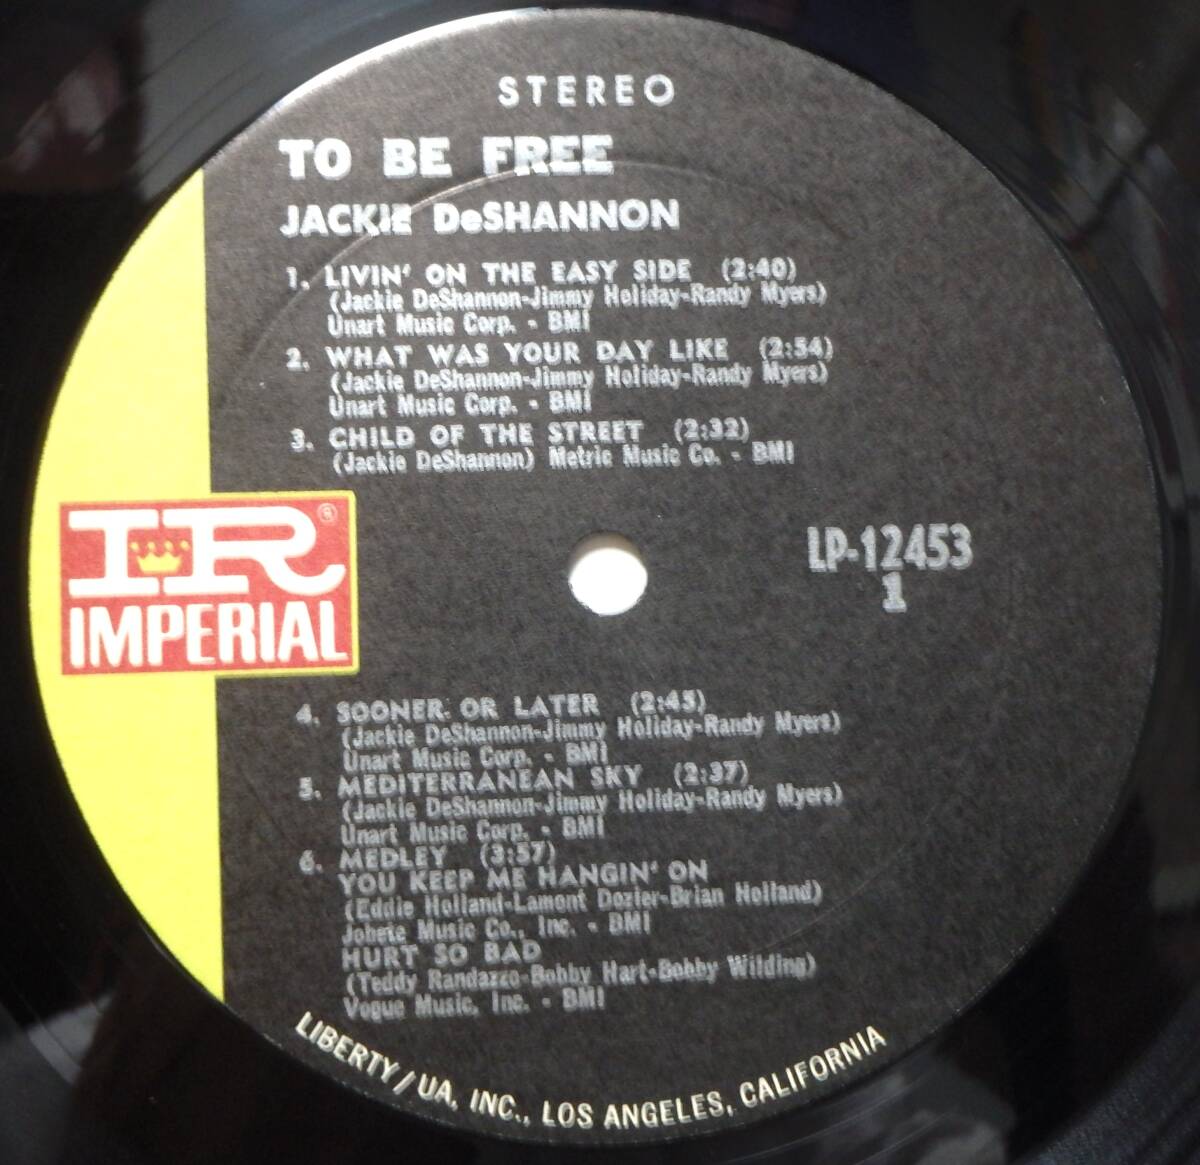 STEREO
TO BE FREE
JACKIE DeSHANNON
1. LIVIN' ON THE EASY SIDE (2:40)
(Jackie DeShannon-Jimmy Holiday-Randy Myers)
Unart Music Corp. - BMI
2. WHAT WAS YOUR DAY LIKE (2:54)
(Jackie DeShannon-Jimmy Holiday-Randy Myers)
Unart Music Corp. - BMI
3. CHILD OF THE STREET (2:32)
(Jackie DeShannon) Metric Music Co. - BMI
IR ®
IMPERIAL
LP-12453
1
4. SOONER OR LATER (2:45)
(Jackie DeShannon-Jimmy Holiday-Randy Myers)
Unart Music Corp. - BMI
5. MEDITERRANEAN SKY (2:37)
(Jackie DeShannon-Jimmy Holiday-Randy Myers)
Unart Music Corp. - BMI
6. MEDLEY (3:57)
YOU KEEP ME HANGIN' ON
(Eddie Holland-Lamont Dozier-Brian Holland)
Jobete Music Co., Inc. - BMI
HURT SO BAD
(Teddy Randazzo-Bobby Hart-Bobby Wilding)
Vogue Music, Inc. - BMI
LIBERTY/UA, INC., LOS ANGELES, CALIFORNIA